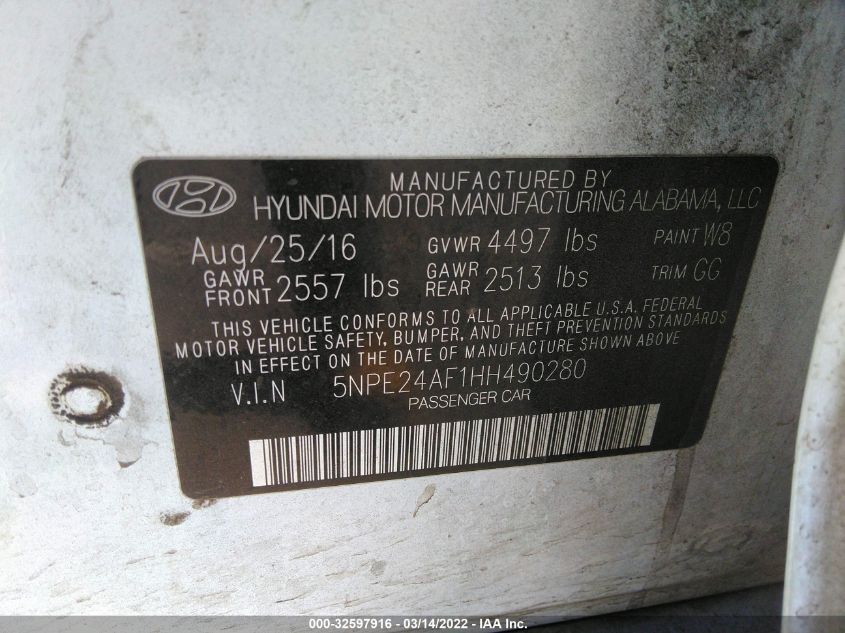 MANUFACTURED BY
HYUNDAI MOTOR MANUFACTURING ALABAMA, LLC
Aug/25/16 GVWR 4497 lbs PAINT W8
GAWR FRONT 2557 lbs GAWR REAR 2513 lbs TRIM GG
THIS VEHICLE CONFORMS TO ALL APPLICABLE U.S.A. FEDERAL
MOTOR VEHICLE SAFETY, BUMPER, AND THEFT PREVENTION STANDARDS
IN EFFECT ON THE DATE OF MANUFACTURE SHOWN ABOVE
V.I.N 5NPE24AF1HH490280
PASSENGER CAR
000-32597916 - 03/14/2022 - IAA Inc.